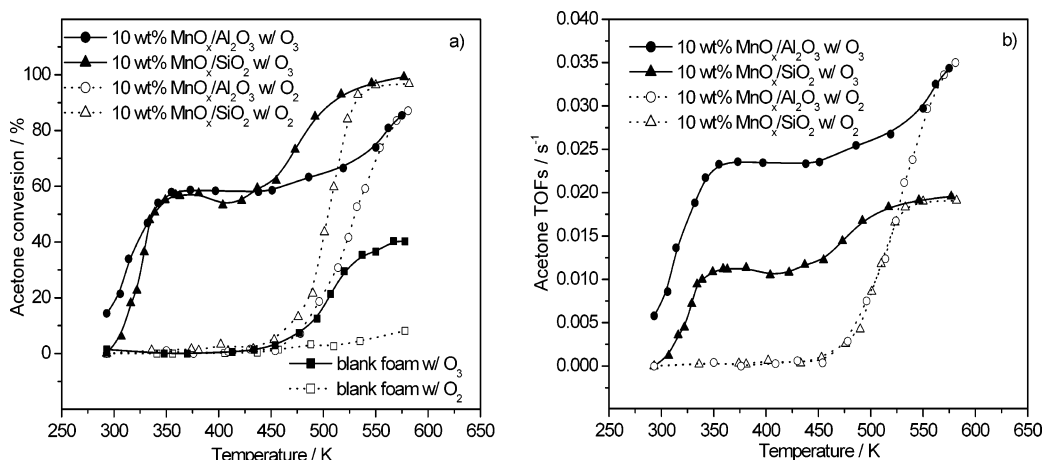 a)
10 wt% MnOₓ/Al₂O₃ w/ O₃
10 wt% MnOₓ/SiO₂ w/ O₃
10 wt% MnOₓ/Al₂O₃ w/ O₂
10 wt% MnOₓ/SiO₂ w/ O₂
100
80
60
40
20
0
Acetone conversion / %
blank foam w/ O₃
blank foam w/ O₂
250 300 350 400 450 500 550 600 650
Temperature / K
b)
10 wt% MnOₓ/Al₂O₃ w/ O₃
10 wt% MnOₓ/SiO₂ w/ O₃
10 wt% MnOₓ/Al₂O₃ w/ O₂
10 wt% MnOₓ/SiO₂ w/ O₂
0.040
0.035
0.030
0.025
0.020
0.015
0.010
0.005
0.000
Acetone TOFs / s⁻¹
250 300 350 400 450 500 550 600 650
Temperature / K